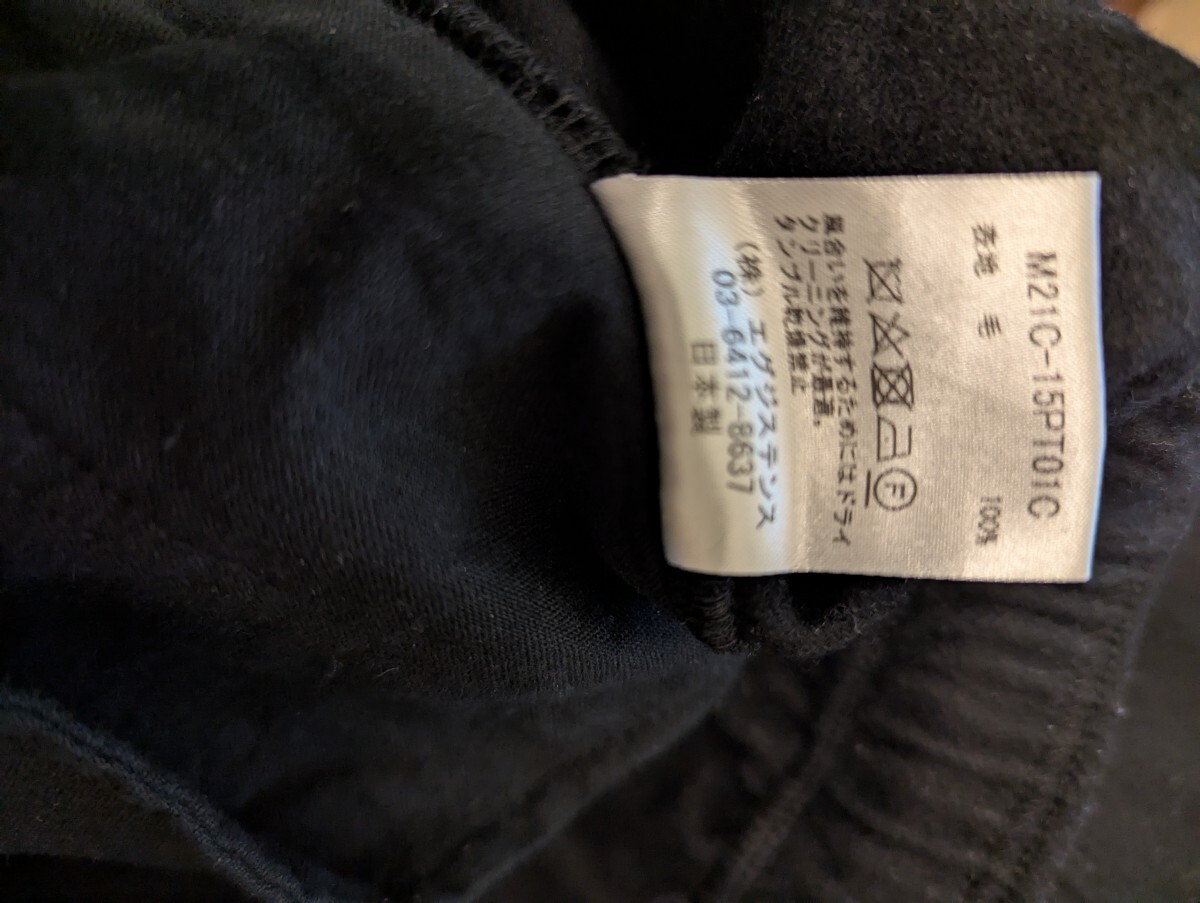 M21C-15PT01C
表地 毛 100%
F
風合いを維持するためにはドライ
クリーニングが最適。
タンブル乾燥禁止
(株) エグジステンス
03-6412-8637
日本製